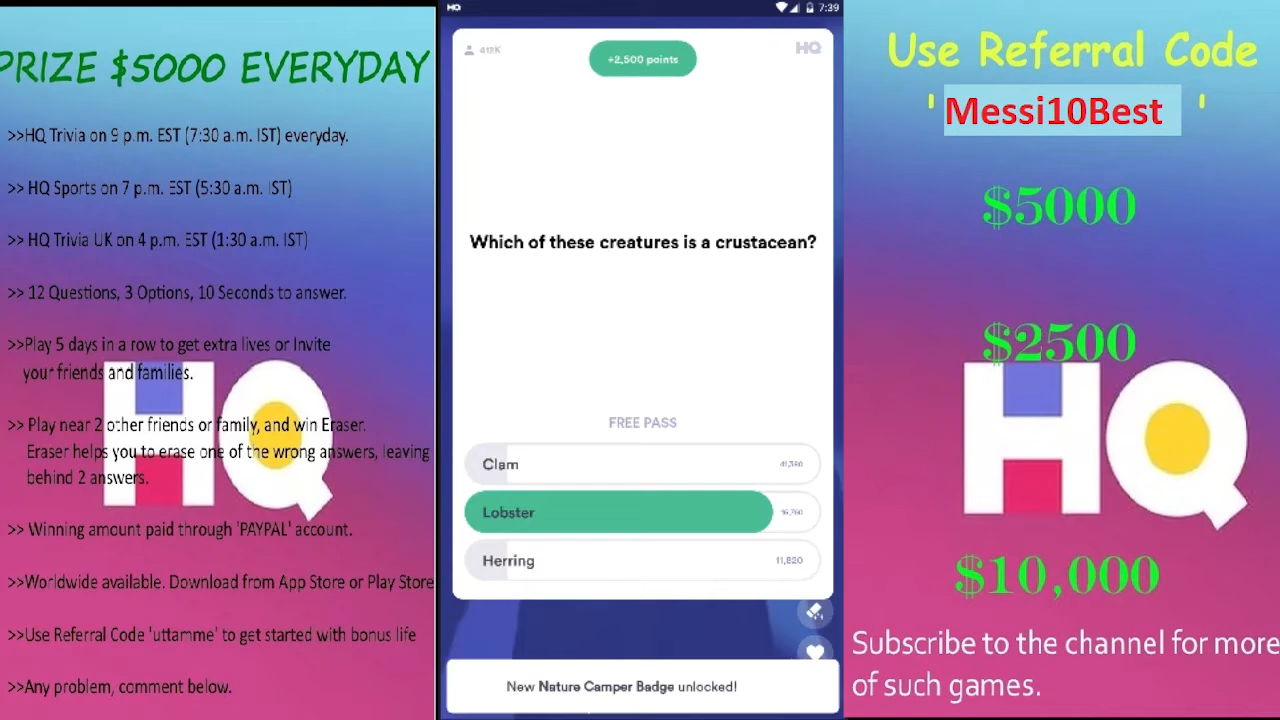 PRIZE $5000 EVERYDAY
>>HQ Trivia on 9 p.m. EST (7:30 a.m. IST) everyday.
>> HQ Sports on 7 p.m. EST (5:30 a.m. IST)
>> HQ Trivia UK on 4 p.m. EST (1:30 a.m. IST)
>> 12 Questions, 3 Options, 10 Seconds to answer.
>>Play 5 days in a row to get extra lives or Invite
your friends and families.
>> Play near 2 other friends or family, and win Eraser.
Eraser helps you to erase one of the wrong answers, leaving
behind 2 answers.
>> Winning amount paid through 'PAYPAL' account.
>>Worldwide available. Download from App Store or Play Store
>>Use Referral Code 'uttamme' to get started with bonus life
>>Any problem, comment below.
HQ
HQ
7:39
412K
+2,500 points
HQ
Which of these creatures is a crustacean?
FREE PASS
Clam
Lobster
Herring 11,820
New Nature Camper Badge unlocked!
Use Referral Code
' Messi10Best '
$5000
$2500
HQ
$10,000
Subscribe to the channel for more
of such games.